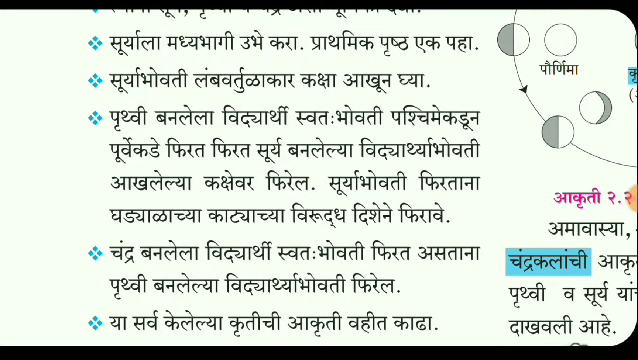 ❖ सूर्याला मध्यभागी उभे करा. प्राथमिक पृष्ठ एक पहा.
❖ सूर्याभोवती लंबवर्तुळाकार कक्षा आखून घ्या.
❖ पृथ्वी बनलेला विद्यार्थी स्वतःभोवती पश्चिमेकडून
पूर्वेकडे फिरत फिरत सूर्य बनलेल्या विद्यार्थ्याभोवती
आखलेल्या कक्षेवर फिरेल. सूर्याभोवती फिरताना
घड्याळाच्या काट्याच्या विरूद्ध दिशेने फिरावे.
❖ चंद्र बनलेला विद्यार्थी स्वतःभोवती फिरत असताना
पृथ्वी बनलेल्या विद्यार्थ्याभोवती फिरेल.
❖ या सर्व केलेल्या कृतीची आकृती वहीत काढा.
पौर्णिमा
आकृती २.२
अमावास्या,
चंद्रकलांची
पृथ्वी व सूर्य
दाखवली आहे.